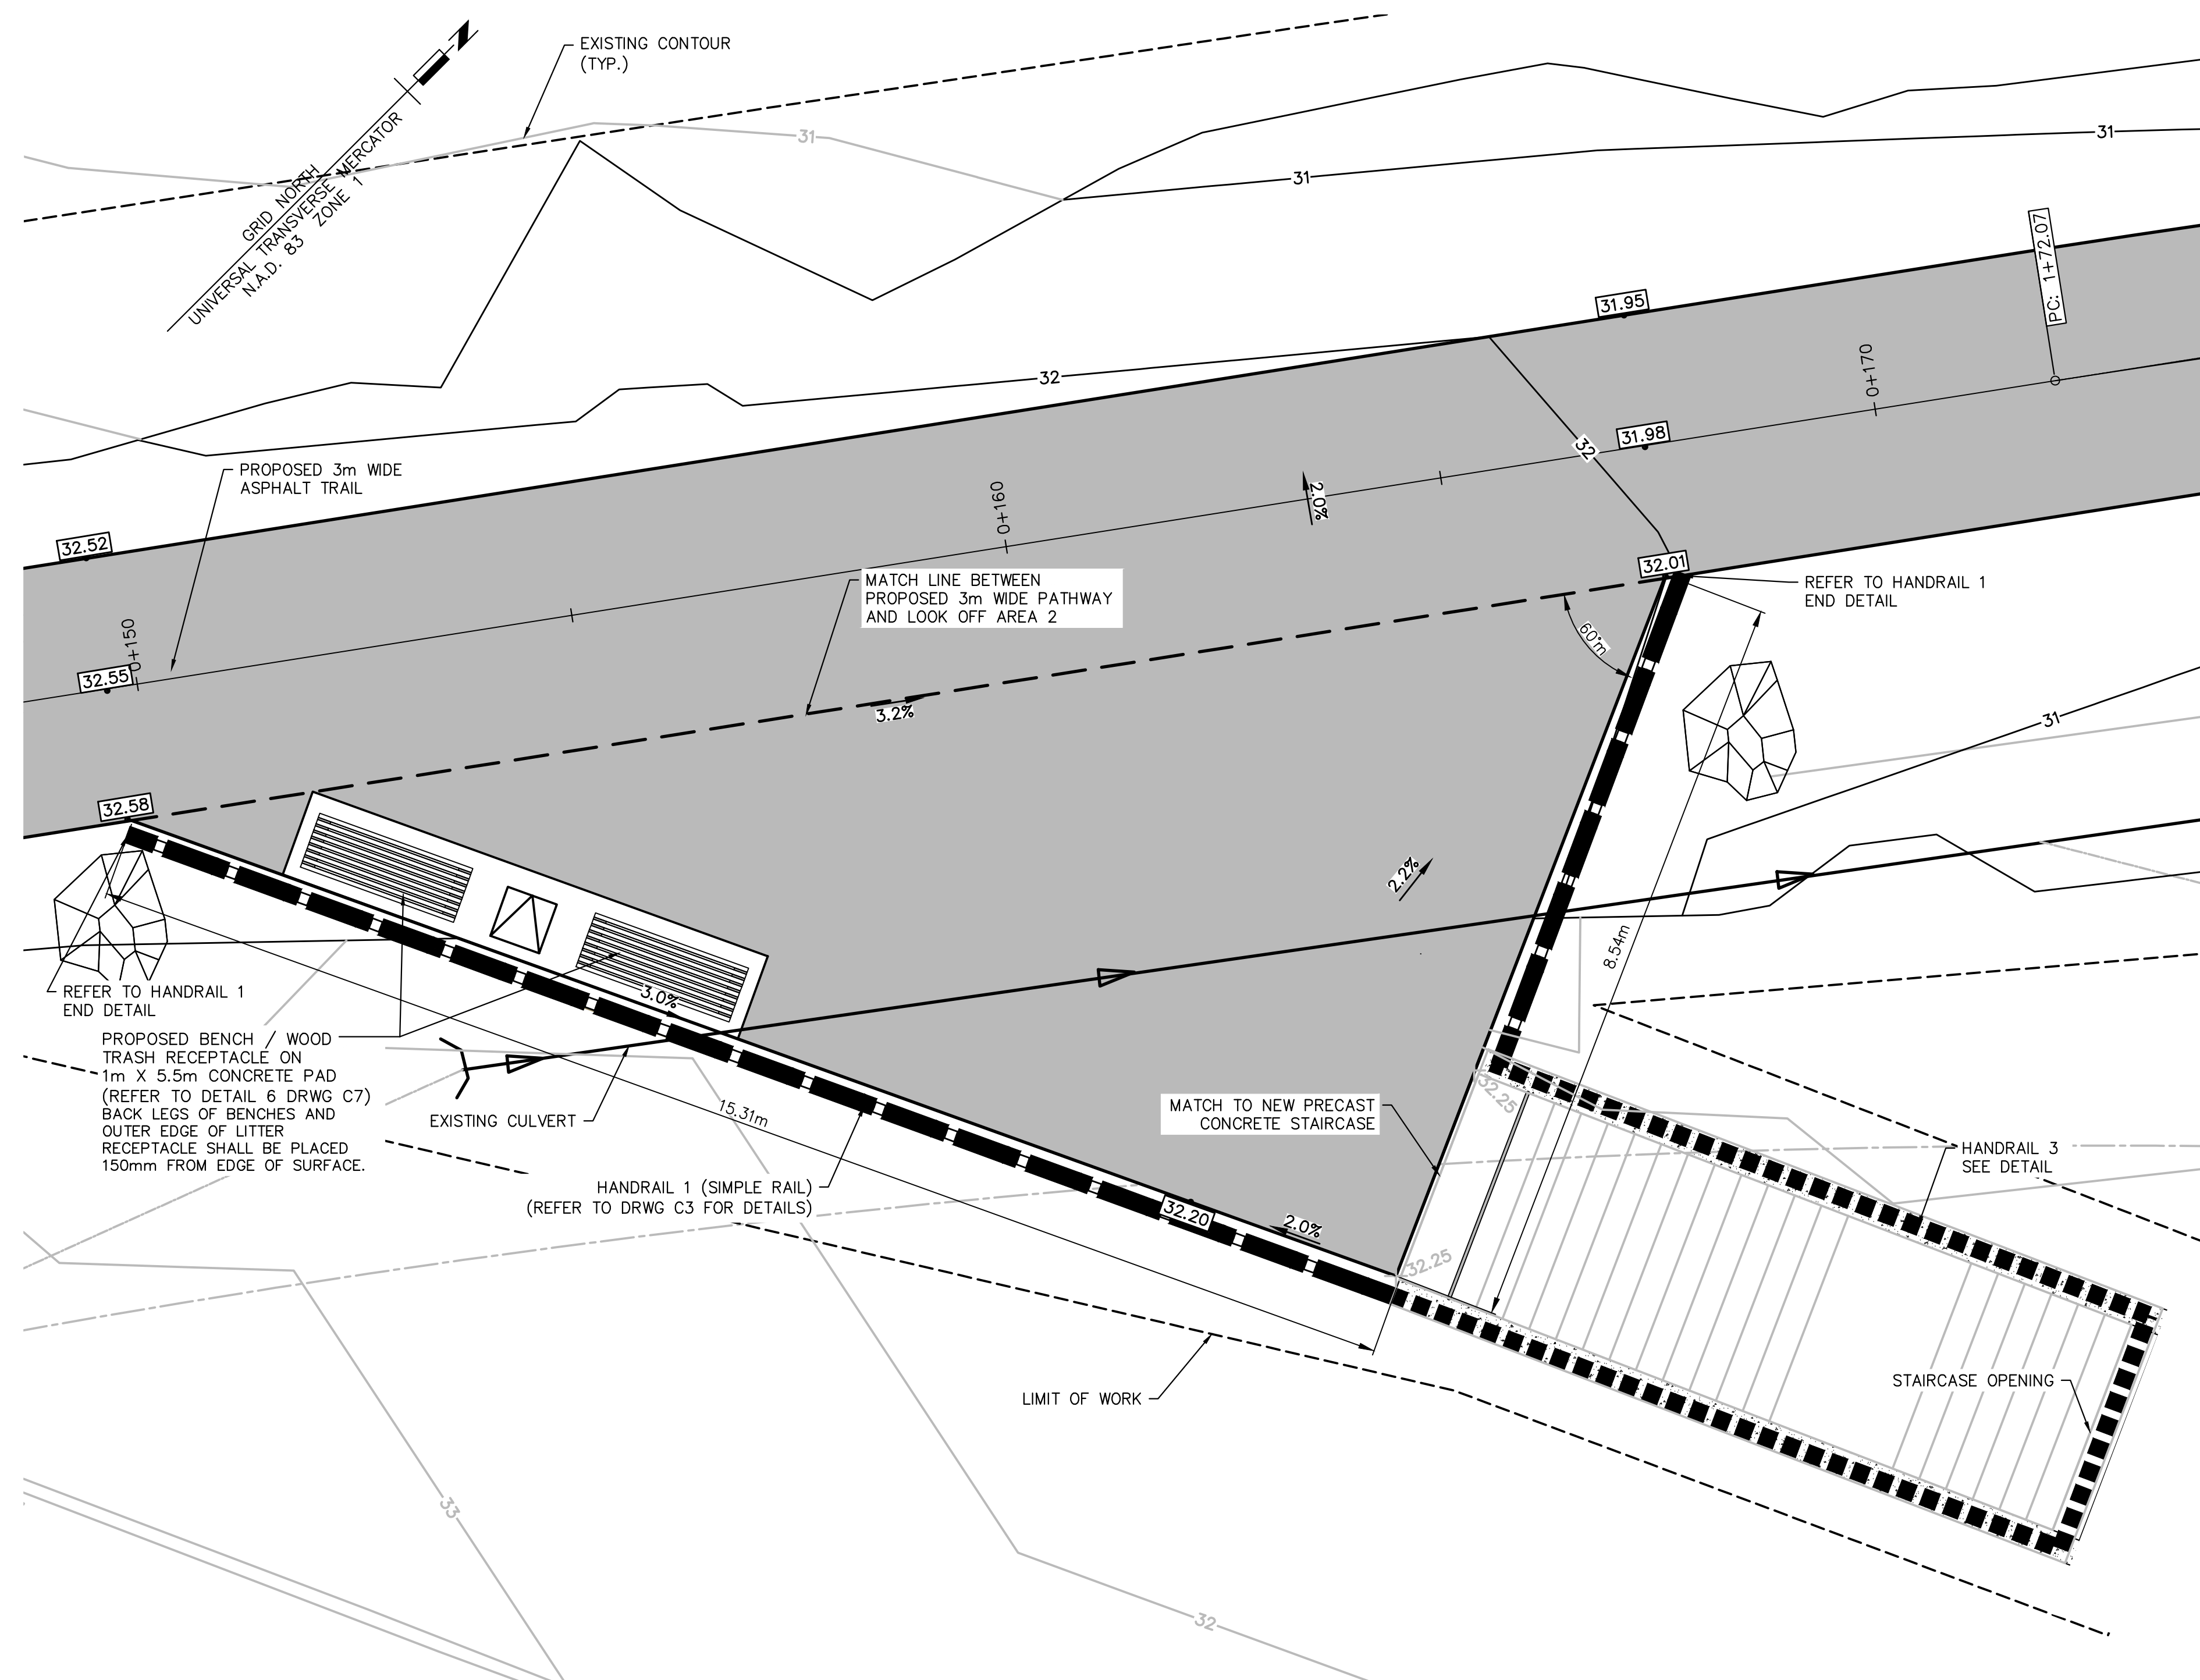 EXISTING CONTOUR
(TYP.)
N
GRID NORTH
UNIVERSAL TRANSVERSE MERCATOR
N.A.D. 83 ZONE 1
31
31
31
PC: 1+72.07
31.95
32
0+170
31.98
32
PROPOSED 3m WIDE
ASPHALT TRAIL
0+160
2.0%
32.52
32.01
MATCH LINE BETWEEN
PROPOSED 3m WIDE PATHWAY
AND LOOK OFF AREA 2
REFER TO HANDRAIL 1
END DETAIL
0+150
60°m
32.55
3.2%
31
32.58
2.2%
8.54m
REFER TO HANDRAIL 1
END DETAIL
3.0%
PROPOSED BENCH / WOOD
TRASH RECEPTACLE ON
1m X 5.5m CONCRETE PAD
(REFER TO DETAIL 6 DRWG C7)
BACK LEGS OF BENCHES AND
OUTER EDGE OF LITTER
RECEPTACLE SHALL BE PLACED
150mm FROM EDGE OF SURFACE.
EXISTING CULVERT
15.31m
MATCH TO NEW PRECAST
CONCRETE STAIRCASE
32.25
HANDRAIL 3
SEE DETAIL
HANDRAIL 1 (SIMPLE RAIL)
(REFER TO DRWG C3 FOR DETAILS)
32.20
2.0%
32.25
LIMIT OF WORK
STAIRCASE OPENING
33
32